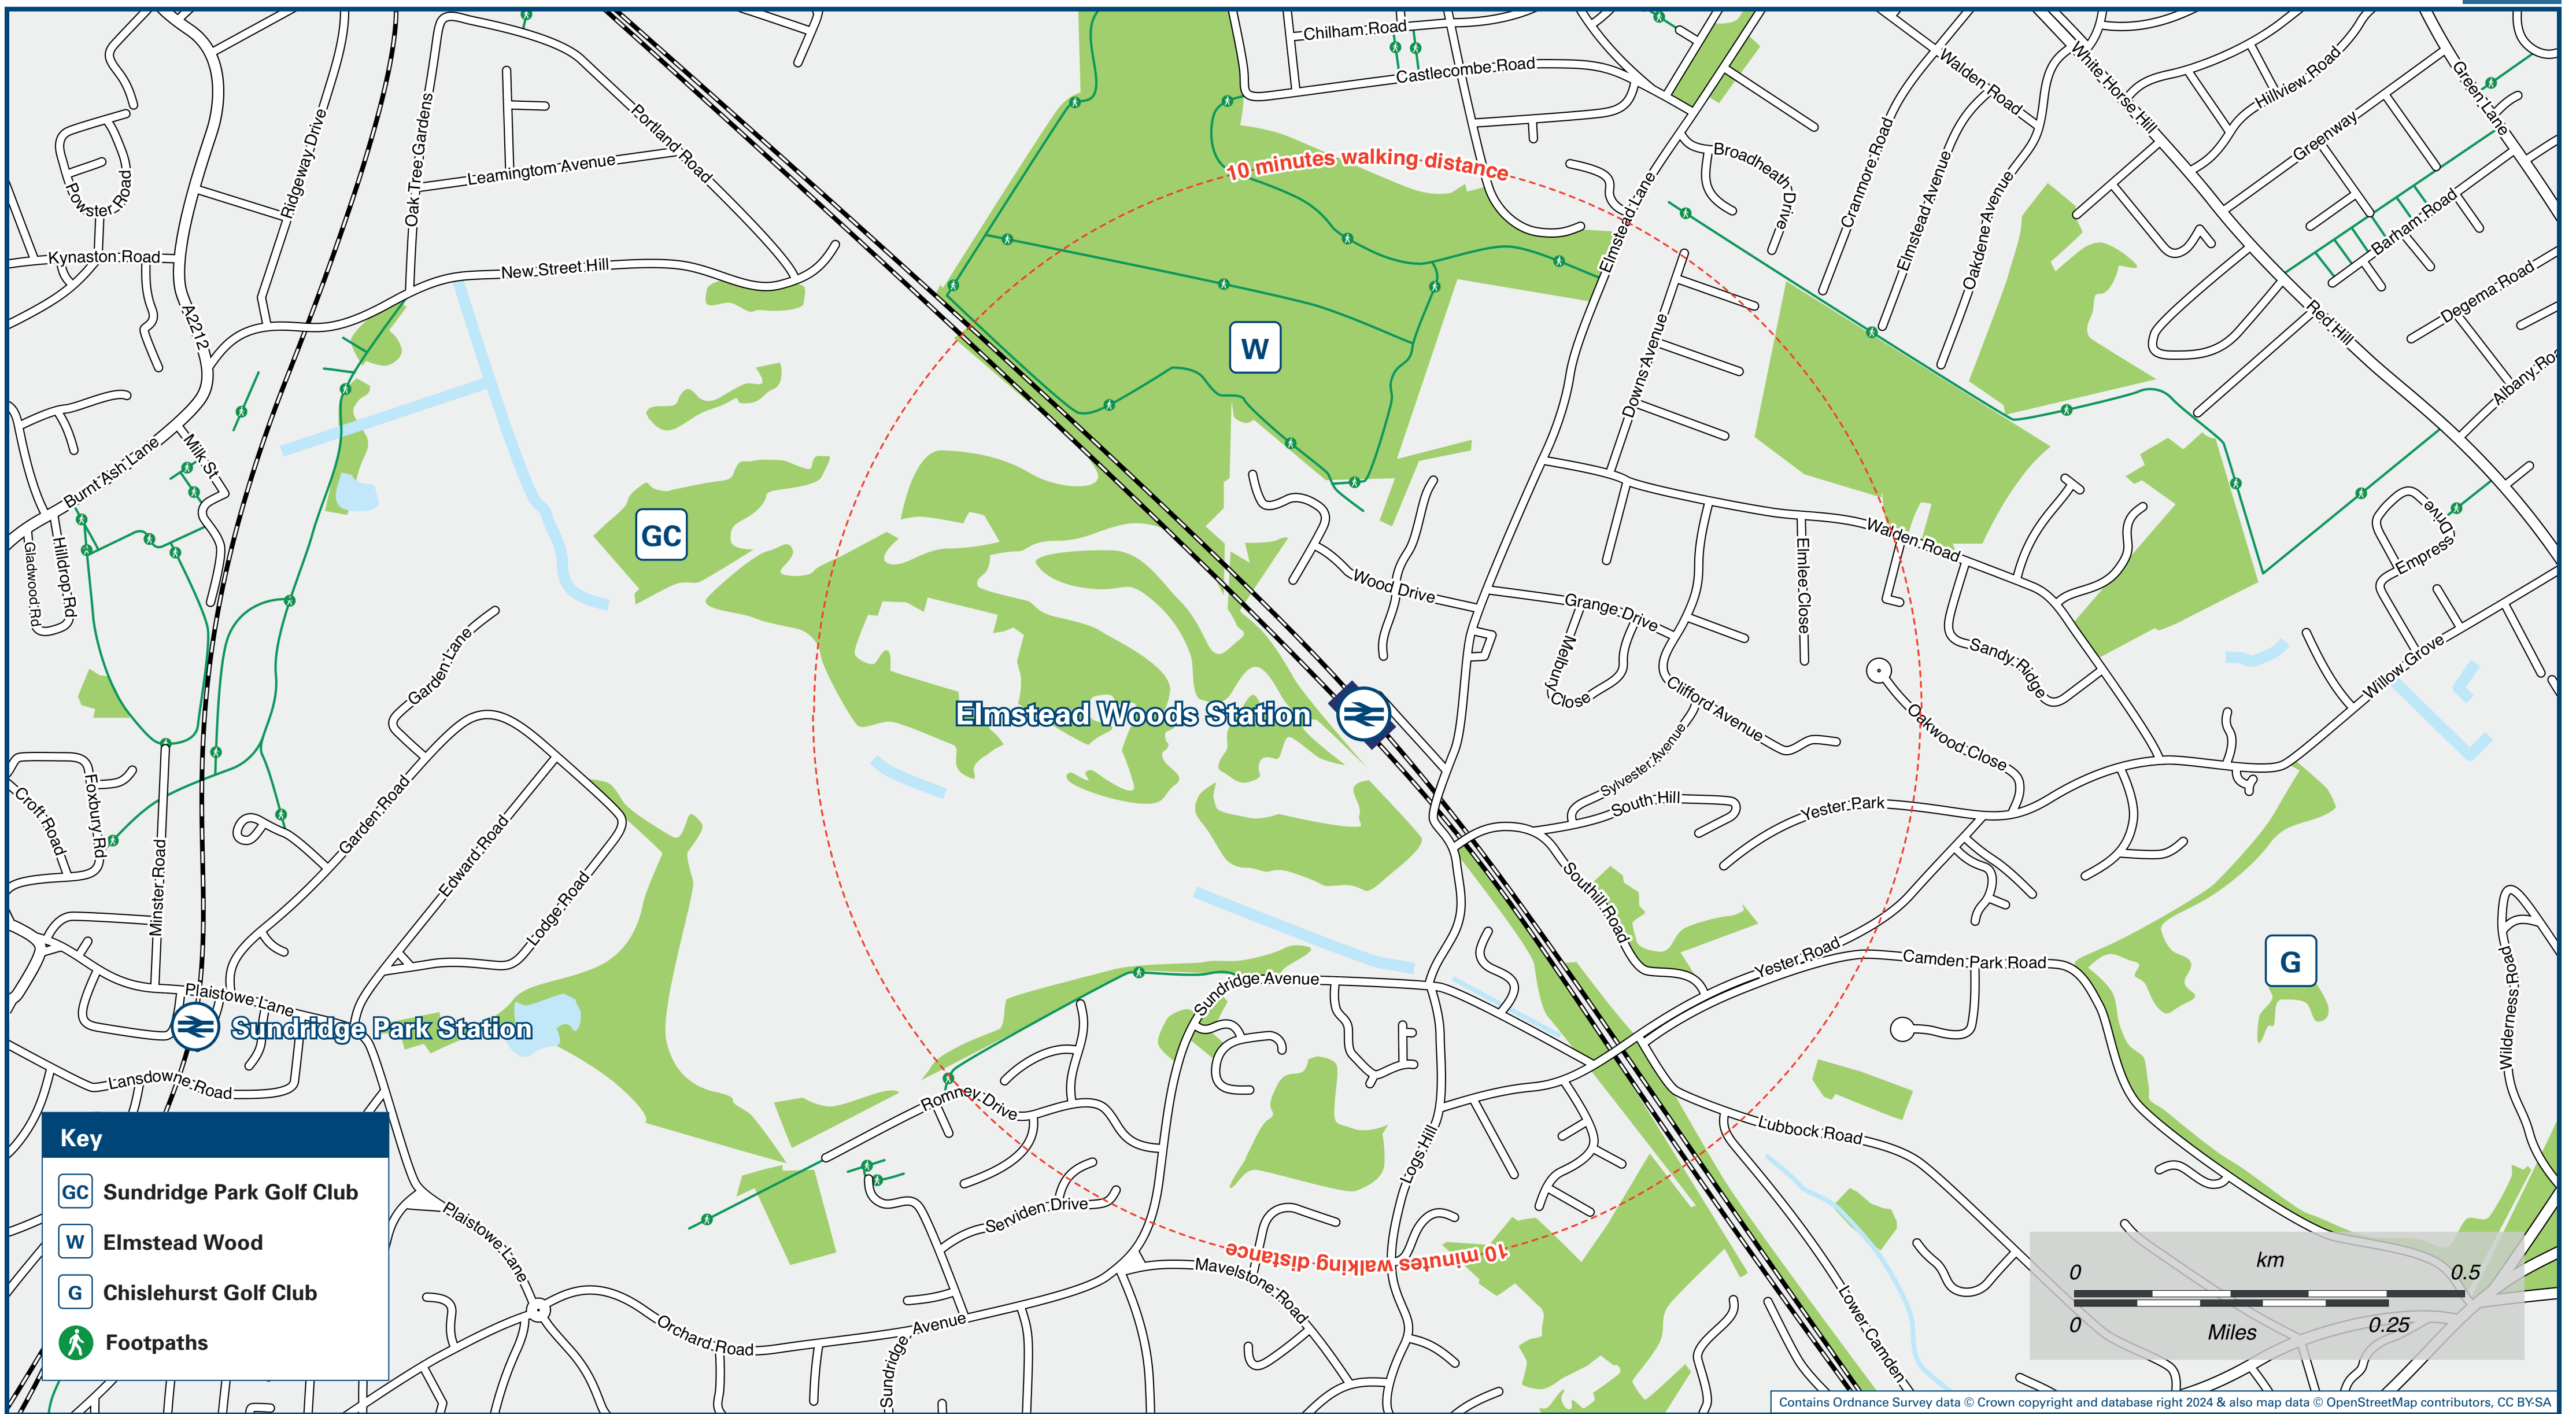 Chilham Road
Castlecombe Road
Walden Road
White Horse Hill
Hillview Road
Green Lane
Greenway
Portland Road
Oak Tree Gardens
Ridgeway Drive
Leamington Avenue
Powster Road
10 minutes walking distance
Broadheath Drive
Cranmore Road
Elmstead Avenue
Oakdene Avenue
Barham Road
Elmstead Lane
Kynaston Road
New Street Hill
Degema Road
A2212
Red Hill
W
Downs Avenue
Albany Roa
Burnt Ash Lane
Milk St
GC
Walden Road
Empress Drive
Hilldrop Rd
Gladwood Rd
Wood Drive
Grange Drive
Elmlee Close
Melbury Close
Sandy Ridge
Garden Lane
Willow Grove
Elmstead Woods Station
Clifford Avenue
Oakwood Close
Sylvester Avenue
South Hill
Yester Park
Croft Road
Foxbury Rd
Garden Road
Edward Road
Minster Road
Lodge Road
Southill Road
Yester Road
Camden Park Road
G
Wilderness Road
Plaistowe Lane
Sundridge Avenue
Sundridge Park Station
Lansdowne Road
Romney Drive
Lubbock Road
Logs Hill
Serviden Drive
Plaistowe Lane
10 minutes walking distance
Mavelstone Road
Orchard Road
Sundridge Avenue
Lower Camden
Key
GC Sundridge Park Golf Club
W Elmstead Wood
G Chislehurst Golf Club
Footpaths
km
0 0.5
0 0.25
Miles
Contains Ordnance Survey data © Crown copyright and database right 2024 & also map data © OpenStreetMap contributors, CC BY-SA